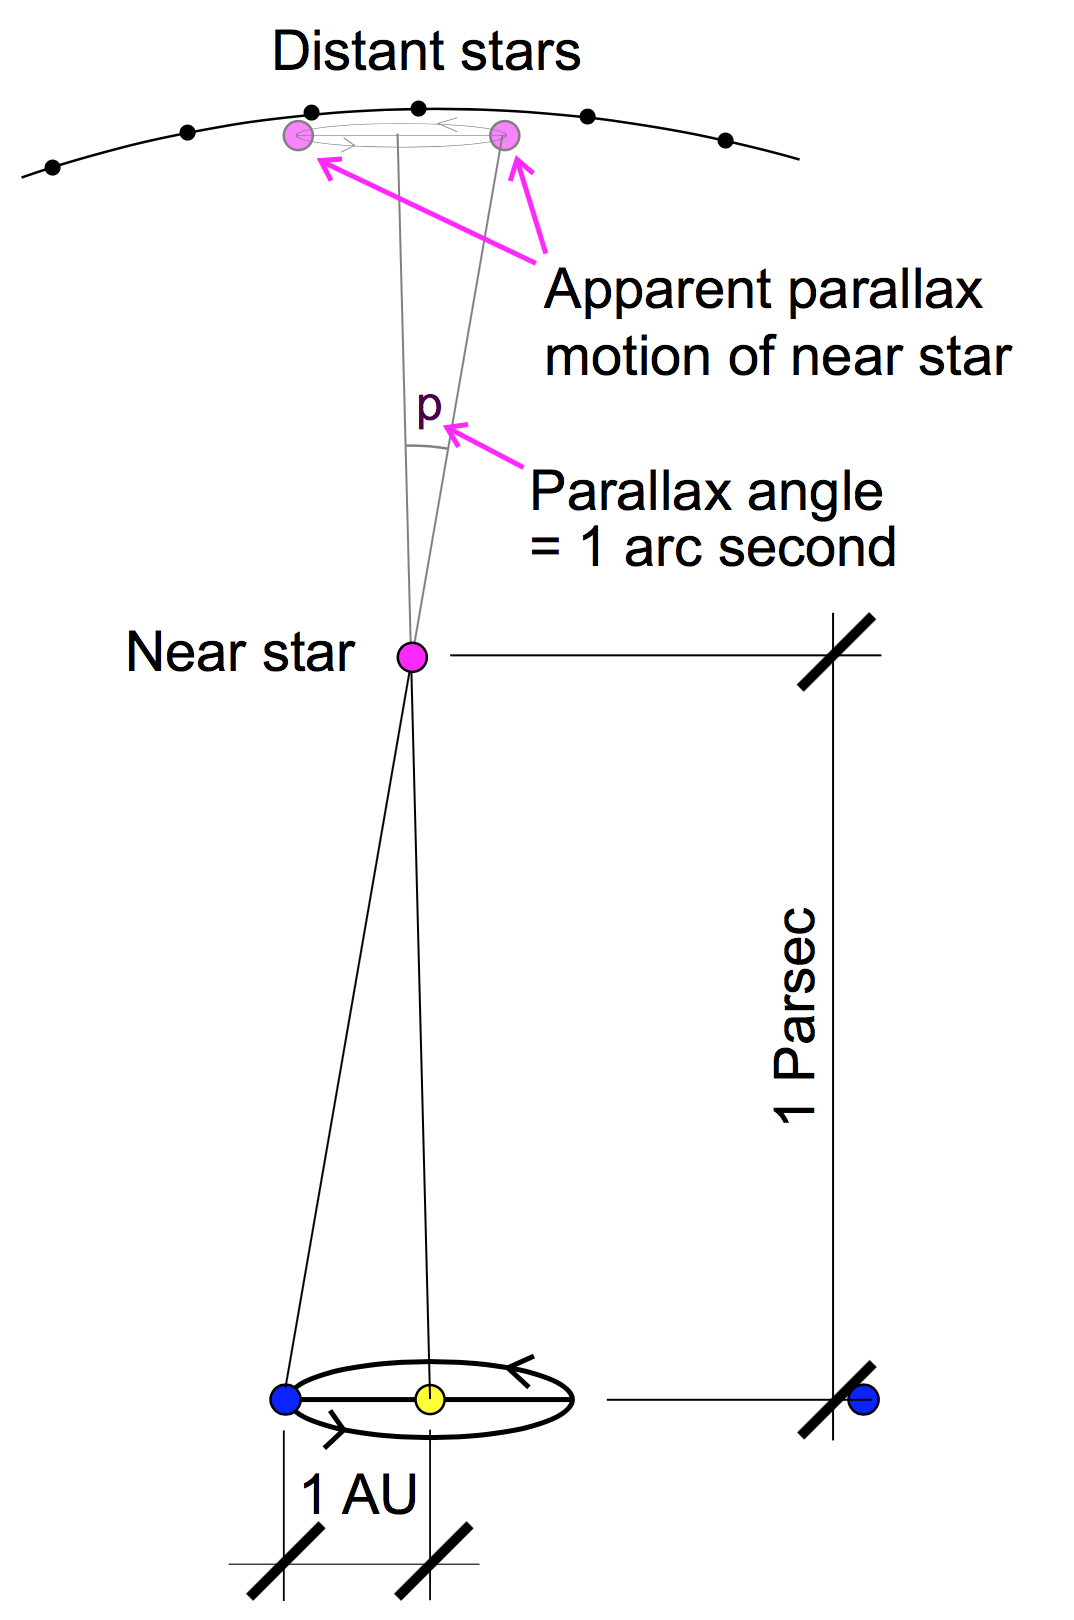 Distant stars
Apparent parallax
motion of near star
p
Parallax angle
= 1 arc second
Near star
1 Parsec
1 AU